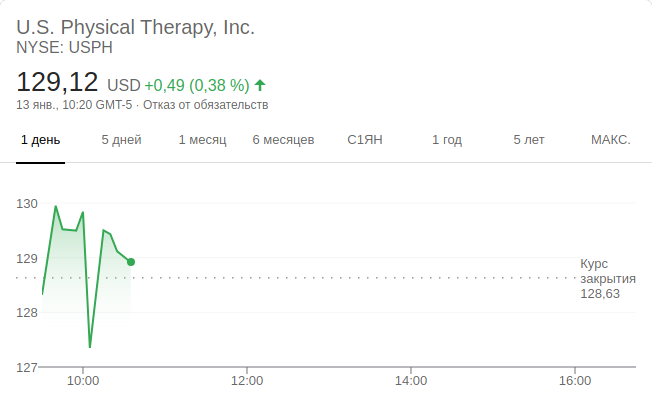 U.S. Physical Therapy, Inc.
NYSE: USPH
129,12 USD +0,49 (0,38 %)
13 янв., 10:20 GMT-5 · Отказ от обязательств
1 день 5 дней 1 месяц 6 месяцев С1ЯН 1 год 5 лет МАКС.
130
129
128
127
Курс
закрытия
128,63
10:00 12:00 14:00 16:00